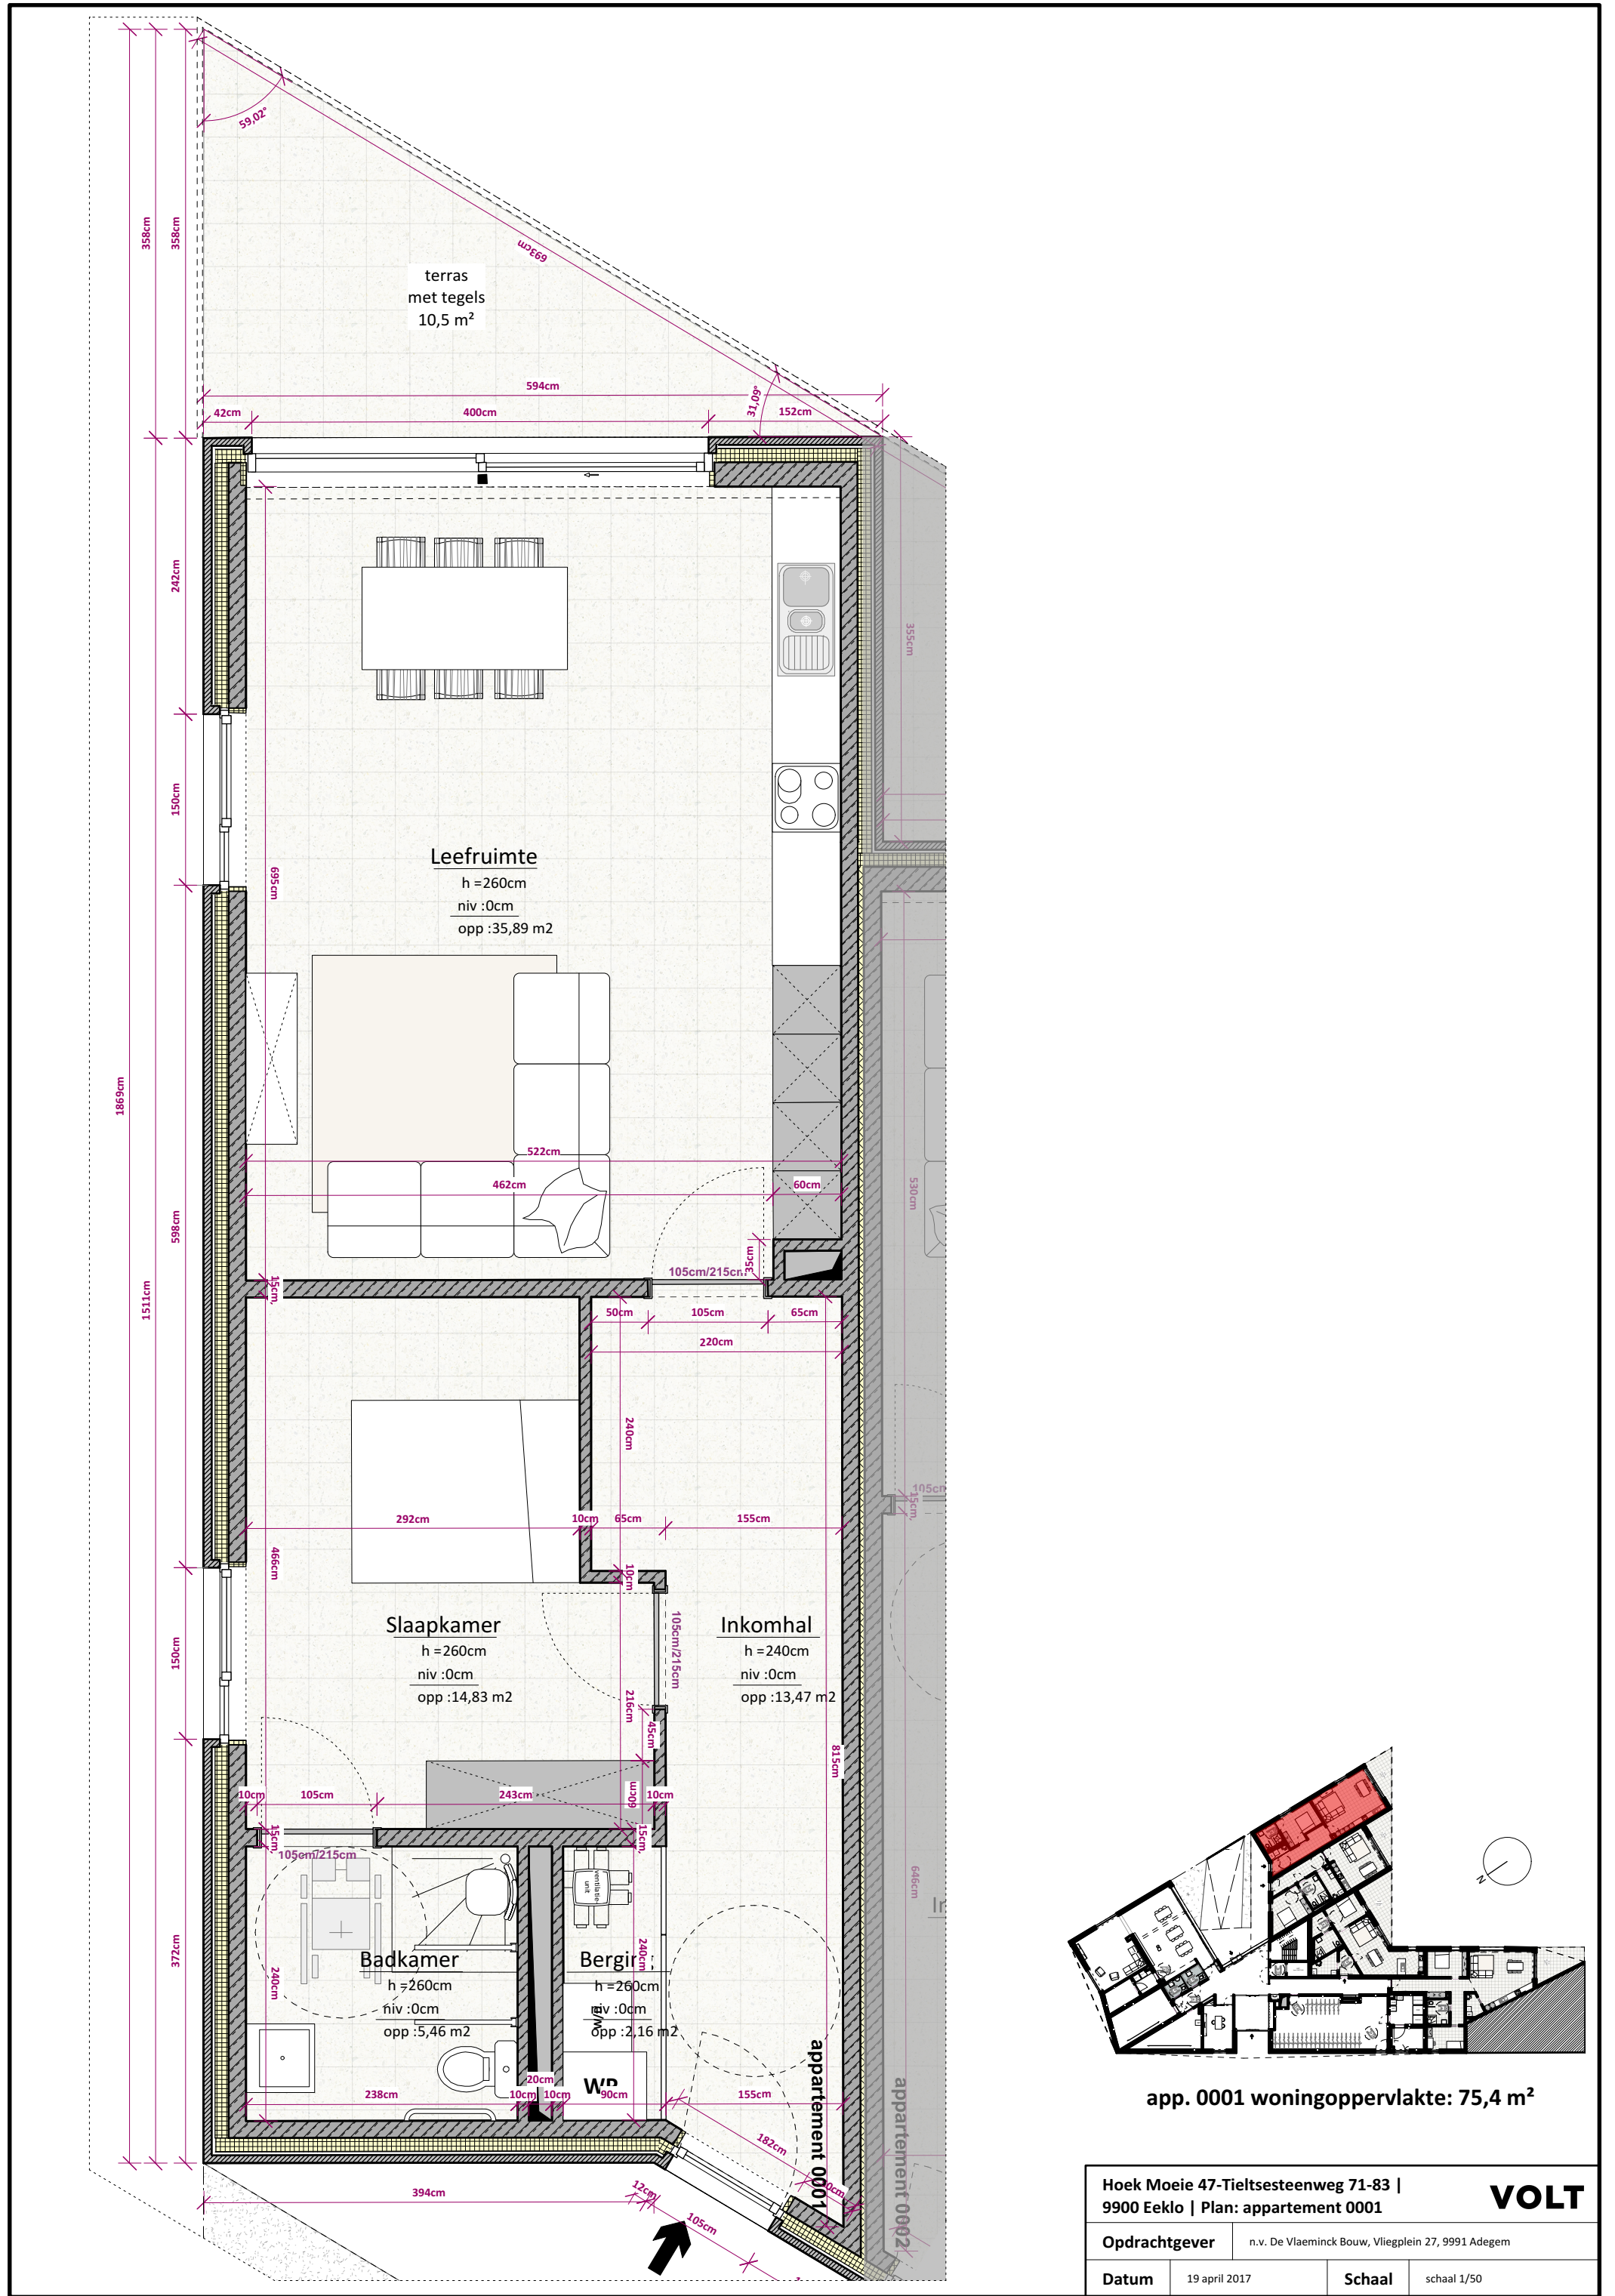 59,02°
358cm
358cm
693cm
terras
met tegels
10,5 m²
594cm
31,09°
42cm
400cm
152cm
242cm
355cm
150cm
Leefruimte
h =260cm
niv :0cm
opp :35,89 m2
695cm
1869cm
522cm
462cm
60cm
530cm
598cm
35cm
105cm/215cm
15cm
1511cm
50cm
105cm
65cm
220cm
240cm
105cm
15cm
292cm
10cm
65cm
155cm
466cm
10cm
Slaapkamer
h =260cm
niv :0cm
opp :14,83 m2
105cm/215cm
Inkomhal
h =240cm
niv :0cm
opp :13,47 m2
150cm
216cm
45cm
815cm
10cm
105cm
243cm
60cm
10cm
15cm
15cm
105cm/215cm
ventilatie-
unit
646cm
In
372cm
Badkamer
h =260cm
niv :0cm
opp :5,46 m2
240cm
240cm
h =260cm
niv :0cm
opp :2,16 m2
238cm
10cm
20cm
10cm
90cm
155cm
appartement 0001
appartement 0002
182cm
394cm
12cm
105cm
N
app. 0001 woningoppervlakte: 75,4 m²
Hoek Moeie 47-Tieltsesteenweg 71-83 |
9900 Eeklo | Plan: appartement 0001
VOLT
Opdrachtgever n.v. De Vlaeminck Bouw, Vliegplein 27, 9991 Adegem
Datum 19 april 2017 Schaal schaal 1/50